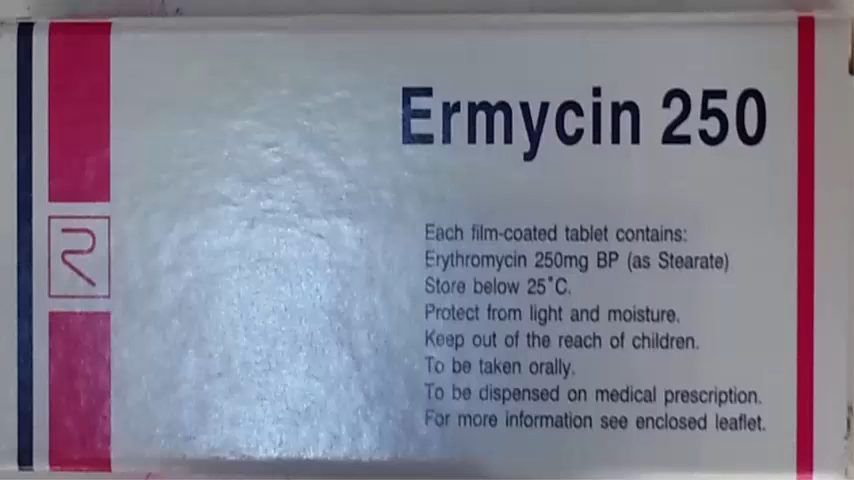 Ermycin 250
Each film-coated tablet contains:
Erythromycin 250mg BP (as Stearate)
Store below 25°C.
Protect from light and moisture.
Keep out of the reach of children.
To be taken orally.
To be dispensed on medical prescription.
For more information see enclosed leaflet.